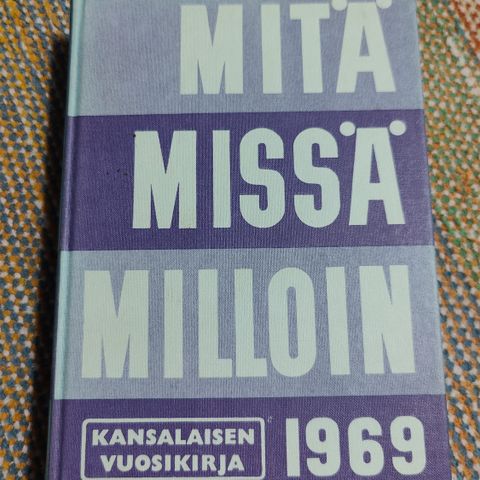 MITÄ
MISSÄ
MILLOIN
KANSALAISEN
VUOSIKIRJA
1969